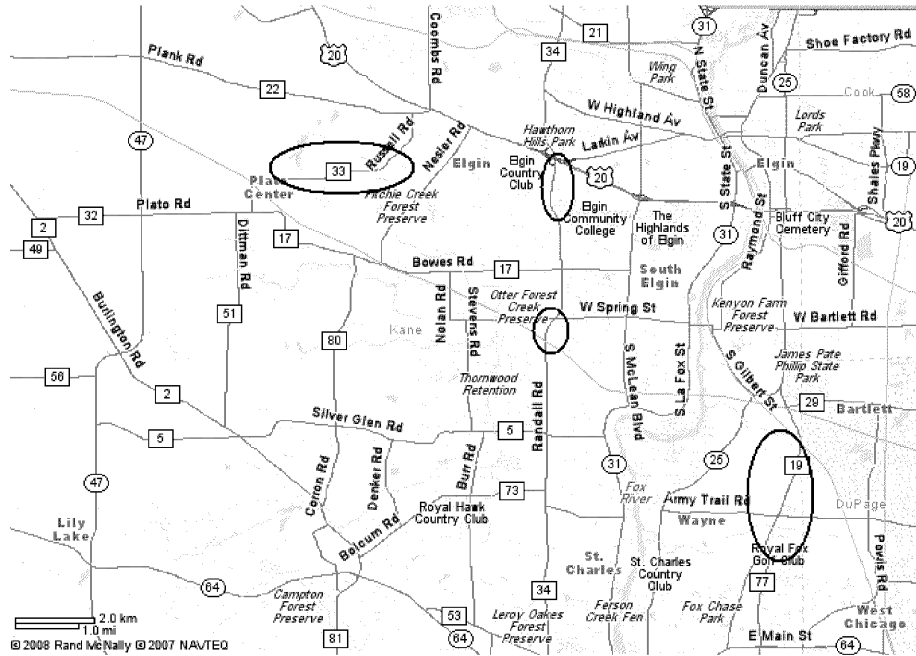 31
21
34
Shoe Factory Rd
Coombs Rd
N State St
Duncan Av
20
Plank Rd
Wing
Park
25
22
W Highland Av
Cook
58
Lords
Park
47
Russell Rd
Nesler Rd
Hawthorn
Hills Park
Larkin Av
Shales Pkwy
19
33
Elgin
Elgin
Country
Club
20
S State St
Elgin
Plato
Center
Pitchie Creek
Forest
Preserve
32
Plato Rd
2
49
17
Dittman Rd
Elgin
Community
College
The
Highlands
of Elgin
31
Raymond St
Bluff City
Cemetery
20
Gifford Rd
Bowes Rd
17
South
Elgin
Nolan Rd
Stevens Rd
Otter Forest
Creek
Preserve
W Spring St
Kenyon Farm
Forest
Preserve
W Bartlett Rd
Burlington Rd
51
80
Kane
S McLean Blvd
S La Fox St
S Gilbert St
James Pate
Phillip State
Park
56
2
Thornwood
Retention
Randall Rd
29
Bartlett
Silver Glen Rd
5
5
31
25
19
Corron Rd
Denker Rd
Burr Rd
47
73
Fox
River
Army Trail Rd
Wayne
DuPage
Royal Hawk
Country Club
Bolcum Rd
Lily
Lake
Powis Rd
Royal Fox
Golf Club
St.
Charles
St. Charles
Country
Club
77
64
Campton
Forest
Preserve
34
Ferson
Creek Fen
Fox Chase
Park
West
Chicago
53
Leroy Oakes
Forest
Preserve
2.0 km
1.0 mi
81
64
E Main St
64
© 2008 Rand McNally © 2007 NAVTEQ